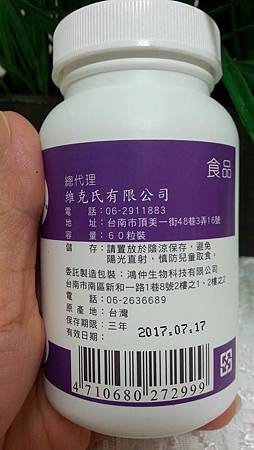 食品
總代理
維克氏有限公司
電　話：06-2911883
地　址：台南市頂美一街48巷3弄16號
容　量：60粒裝
儲　存：請置放於陰涼保存，避免
陽光直射，慎防兒童取食。
委託製造包裝：鴻仲生物科技有限公司
台南市南區新和一路1巷8號2樓之1、2樓之2
電　話：06-2636689
原 產 地：台灣
保存期限：三年
有效日期：2017.07.17
4 710680 272999